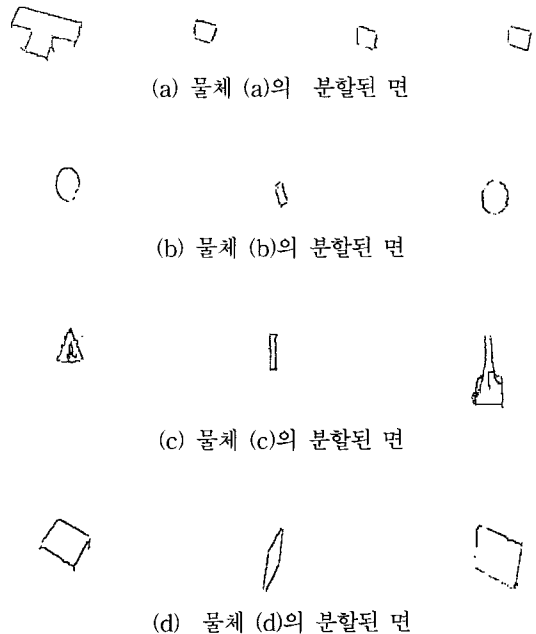 (a) 물체 (a)의 분할된 면
(b) 물체 (b)의 분할된 면
(c) 물체 (c)의 분할된 면
(d) 물체 (d)의 분할된 면